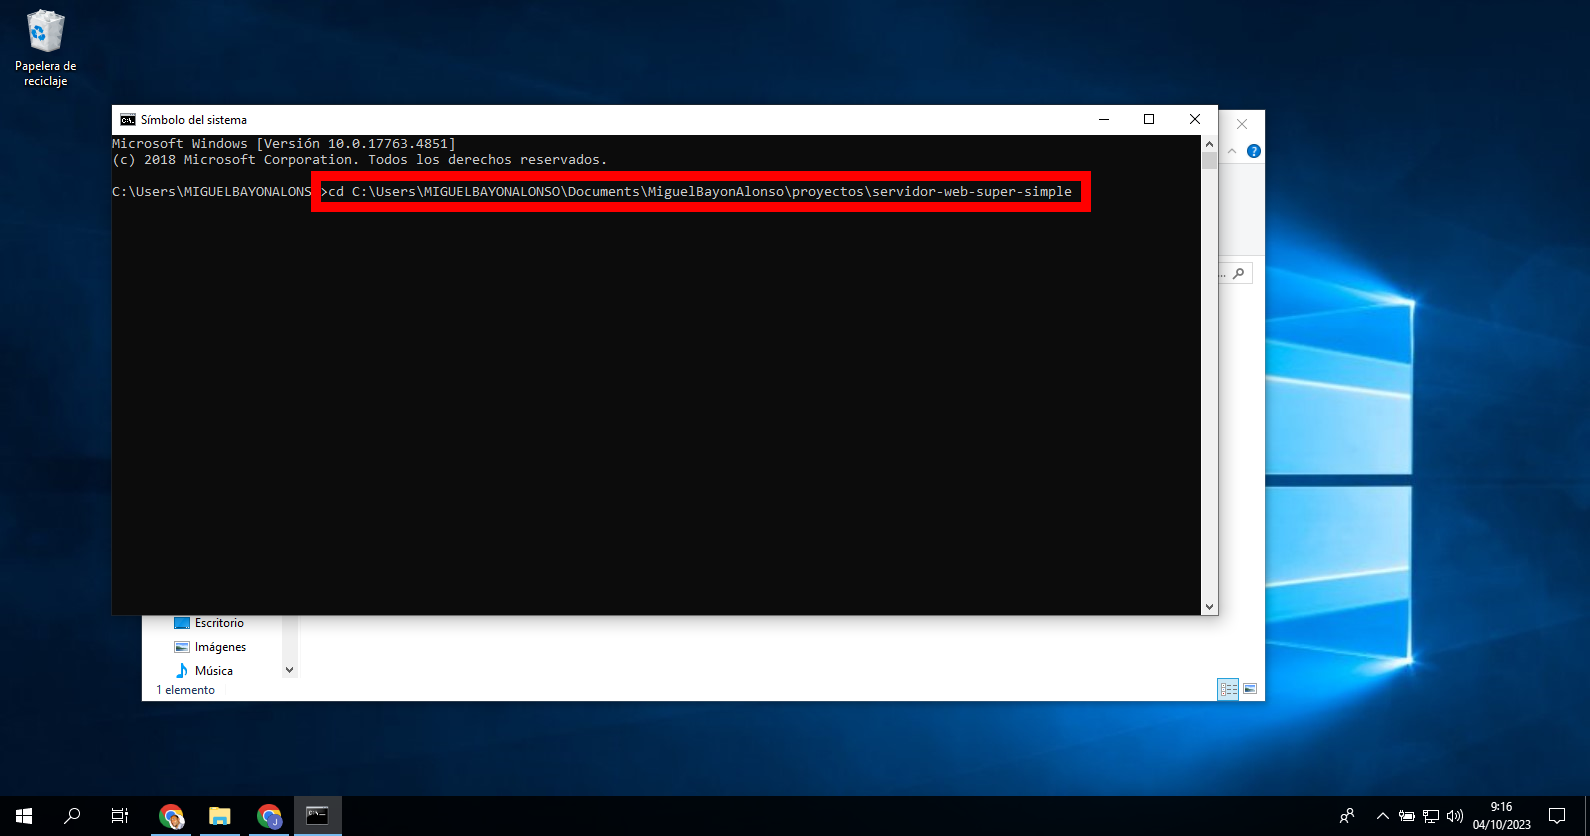 Papelera de
reciclaje
Símbolo del sistema
Microsoft Windows [Versión 10.0.17763.4851]
(c) 2018 Microsoft Corporation. Todos los derechos reservados.
C:\Users\MIGUELBAYONALONS >cd C:\Users\MIGUELBAYONALONSO\Documents\MiguelBayonAlonso\proyectos\servidor-web-super-simple
...
Escritorio
Imágenes
Música
1 elemento
9:16
04/10/2023